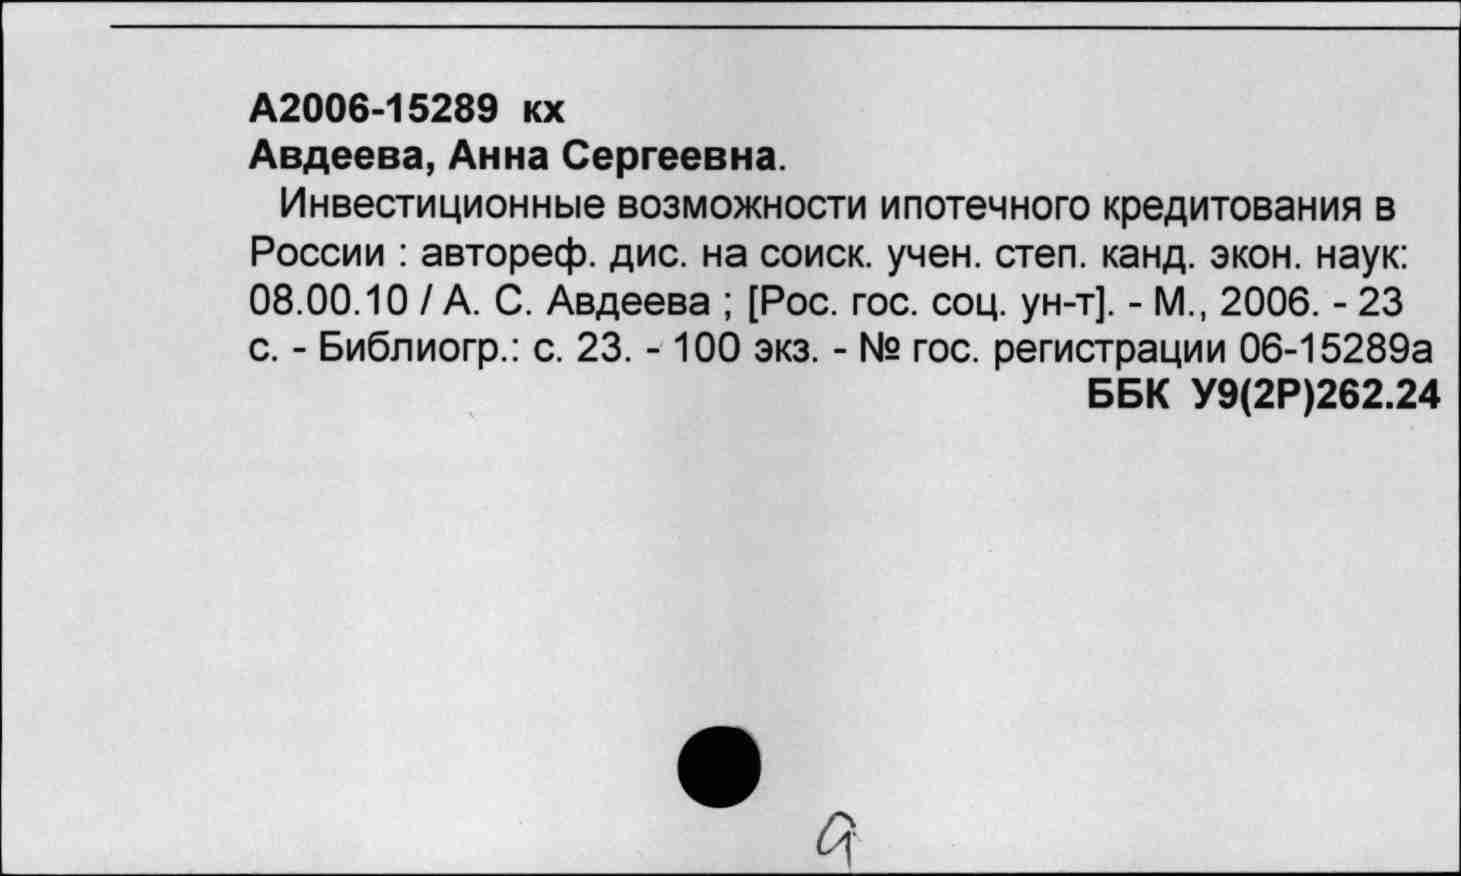 А2006-15289 кх
Авдеева, Анна Сергеевна.
Инвестиционные возможности ипотечного кредитования в
России : автореф. дис. на соиск. учен. степ. канд. экон. наук:
08.00.10 / А. С. Авдеева ; [Рос. гос. соц. ун-т]. - М., 2006. - 23
с. - Библиогр.: с. 23. - 100 экз. - № гос. регистрации 06-15289а
ББК У9(2Р)262.24